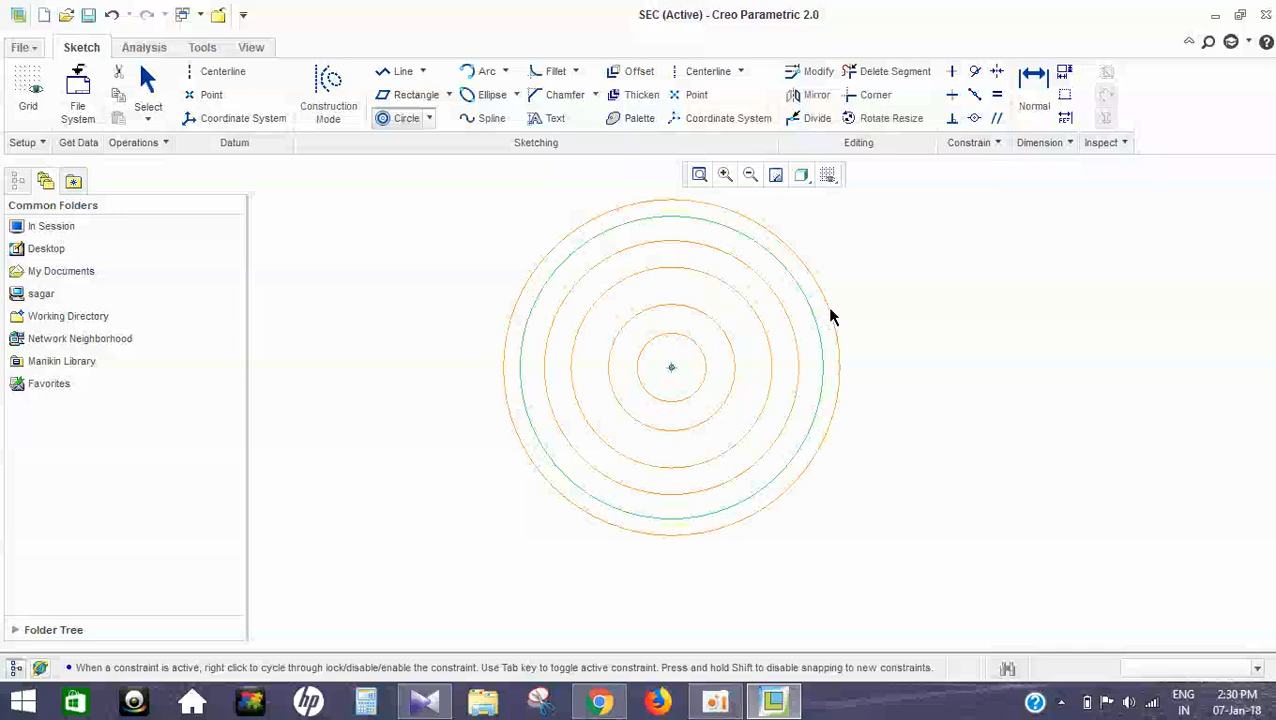 SEC (Active) - Creo Parametric 2.0
File Sketch Analysis Tools View
Centerline Line Arc Fillet Offset Centerline Modify Delete Segment
Point Rectangle Ellipse Chamfer Thicken Point Mirror Corner
Grid File System Select Coordinate System Construction Mode Circle Spline Text Palette Coordinate System Divide Rotate Resize Normal
Setup Get Data Operations Datum Sketching Editing Constrain Dimension Inspect
Common Folders
In Session
Desktop
My Documents
sagar
Working Directory
Network Neighborhood
Manikin Library
Favorites
Folder Tree
When a constraint is active, right click to cycle through lock/disable/enable the constraint. Use Tab key to toggle active constraint. Press and hold Shift to disable snapping to new constraints.
ENG 2:30 PM
IN 07-Jan-18